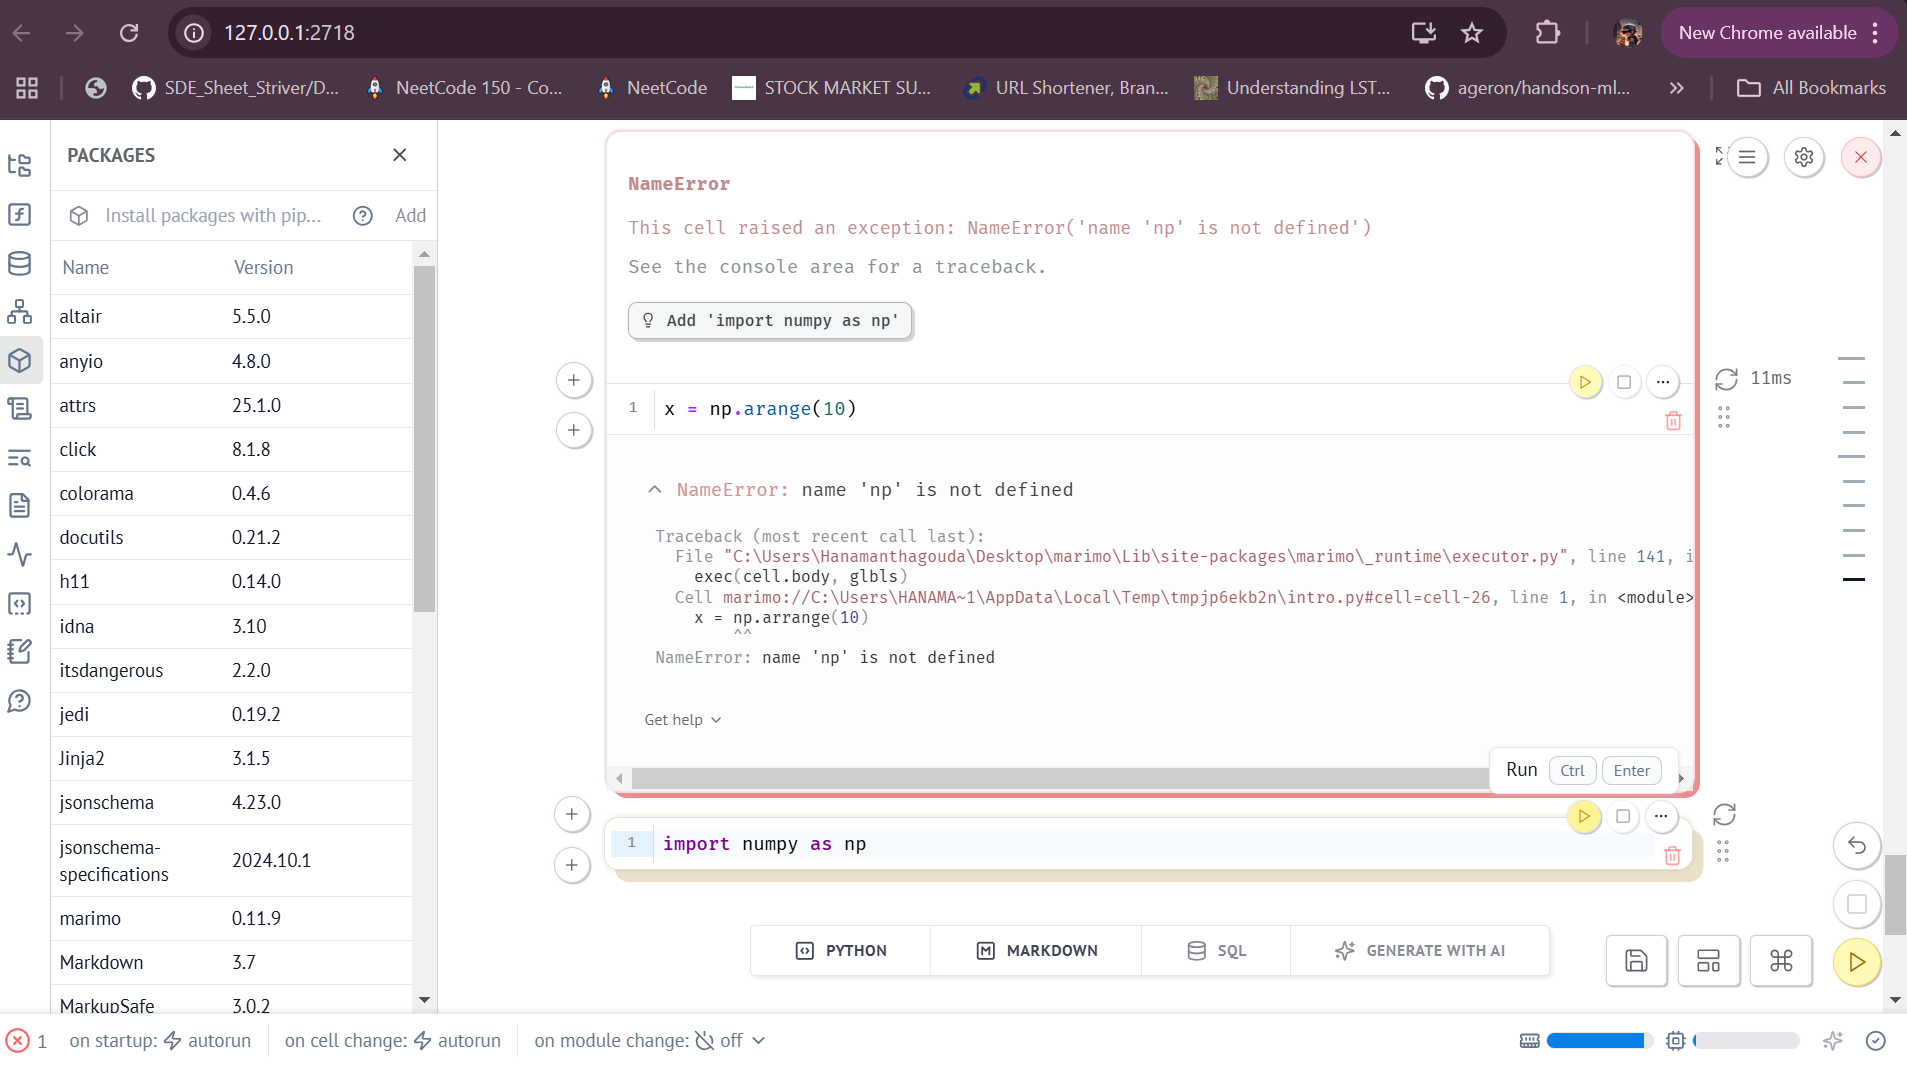 127.0.0.1:2718
New Chrome available
SDE_Sheet_Striver/D...
NeetCode 150 - Co...
NeetCode
STOCK MARKET SU...
URL Shortener, Bran...
Understanding LST...
ageron/handson-ml...
All Bookmarks
PACKAGES
Install packages with pip...
Add
Name Version
altair 5.5.0
anyio 4.8.0
attrs 25.1.0
click 8.1.8
colorama 0.4.6
docutils 0.21.2
h11 0.14.0
idna 3.10
itsdangerous 2.2.0
jedi 0.19.2
Jinja2 3.1.5
jsonschema 4.23.0
jsonschema-
specifications 2024.10.1
marimo 0.11.9
Markdown 3.7
MarkupSafe 3.0.2
NameError
This cell raised an exception: NameError('name 'np' is not defined')
See the console area for a traceback.
Add 'import numpy as np'
11ms
1 x = np.arange(10)
NameError: name 'np' is not defined
Traceback (most recent call last):
File "C:\Users\Hanamanthagouda\Desktop\marimo\Lib\site-packages\marimo\_runtime\executor.py", line 141, i
exec(cell.body, glbls)
Cell marimo://C:\Users\HANAMA~1\AppData\Local\Temp\tmpjp6ekb2n\intro.py#cell=cell-26, line 1, in <module>
x = np.arrange(10)
^^
NameError: name 'np' is not defined
Get help
Run Ctrl Enter
1 import numpy as np
PYTHON
MARKDOWN
SQL
GENERATE WITH AI
1
on startup: autorun
on cell change: autorun
on module change: off